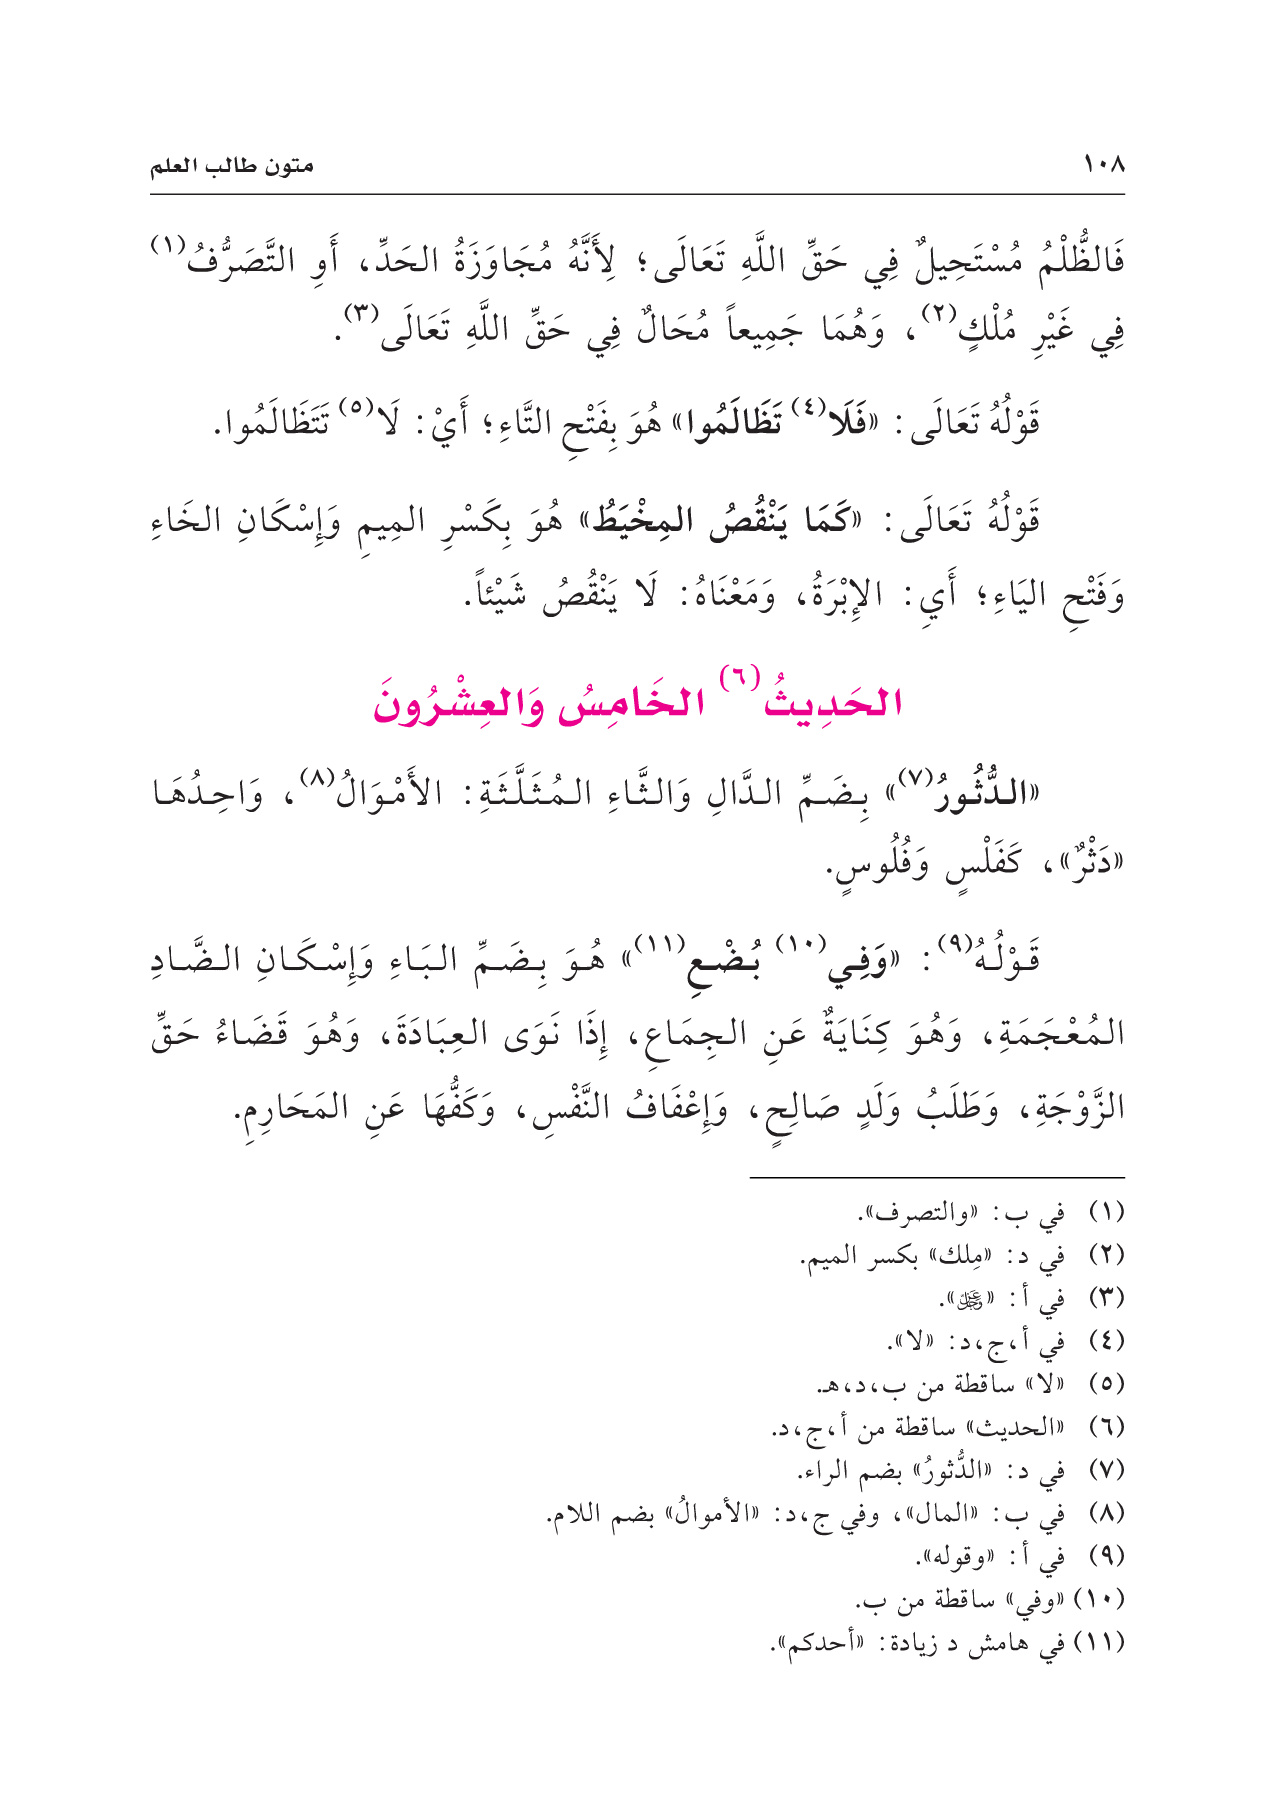 ١٠٨ متون طالب العلم
فَالظُّلْمُ مُسْتَحِيلٌ فِي حَقِّ اللَّهِ تَعَالَى؛ لِأَنَّهُ مُجَاوَزَةُ الحَدِّ، أَوِ التَّصَرُّفُ(١)
فِي غَيْرِ مُلْكٍ(٢)، وَهُمَا جَمِيعاً مُحَالٌ فِي حَقِّ اللَّهِ تَعَالَى(٣).
قَوْلُهُ تَعَالَى: «فَلَا(٤) تَظَالَمُوا» هُوَ بِفَتْحِ التَّاءِ؛ أَيْ: لَا(٥) تَتَظَالَمُوا.
قَوْلُهُ تَعَالَى: «كَمَا يَنْقُصُ المِخْيَطُ» هُوَ بِكَسْرِ المِيمِ وَإِسْكَانِ الخَاءِ
وَفَتْحِ اليَاءِ؛ أَيِ: الإِبْرَةُ، وَمَعْنَاهُ: لَا يَنْقُصُ شَيْئاً.
الحَدِيثُ(٦) الخَامِسُ وَالعِشْرُونَ
«الدُّثُورُ(٧)» بِضَمِّ الدَّالِ وَالثَّاءِ المُثَلَّثَةِ: الأَمْوَالُ(٨)، وَاحِدُهَا
«دَثْرٌ»، كَفَلْسٍ وَفُلُوسٍ.
قَوْلُهُ(٩): «وَفِي(١٠) بُضْعِ(١١)» هُوَ بِضَمِّ البَاءِ وَإِسْكَانِ الضَّادِ
المُعْجَمَةِ، وَهُوَ كِنَايَةٌ عَنِ الجِمَاعِ، إِذَا نَوَى العِبَادَةَ، وَهُوَ قَضَاءُ حَقِّ
الزَّوْجَةِ، وَطَلَبُ وَلَدٍ صَالِحٍ، وَإِعْفَافُ النَّفْسِ، وَكَفُّهَا عَنِ المَحَارِمِ.
(١) في ب: «والتصرف».
(٢) في د: «مِلك» بكسر الميم.
(٣) في أ: «عَزَّ وَجَلَّ».
(٤) في أ،ج،د: «لا».
(٥) «لا» ساقطة من ب،د،هـ.
(٦) «الحديث» ساقطة من أ،ج،د.
(٧) في د: «الدُّثورُ» بضم الراء.
(٨) في ب: «المال»، وفي ج،د: «الأموالُ» بضم اللام.
(٩) في أ: «وقوله».
(١٠) «وفي» ساقطة من ب.
(١١) في هامش د زيادة: «أحدكم».